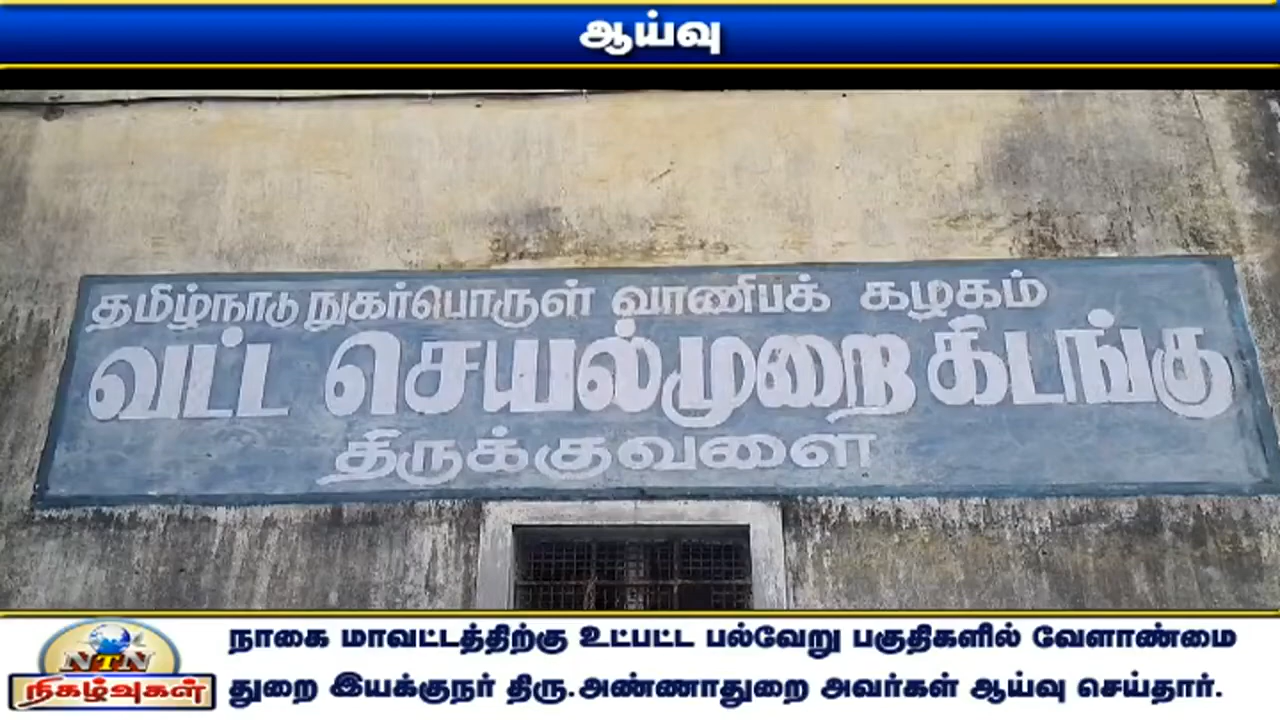 ஆய்வு
தமிழ்நாடு நுகர்பொருள் வாணிபக் கழகம்
வட்ட செயல்முறை கிடங்கு
திருக்குவளை
NTN
நிகழ்வுகள்
நாகை மாவட்டத்திற்கு உட்பட்ட பல்வேறு பகுதிகளில் வேளாண்மை
துறை இயக்குநர் திரு.அண்ணாதுறை அவர்கள் ஆய்வு செய்தார்.